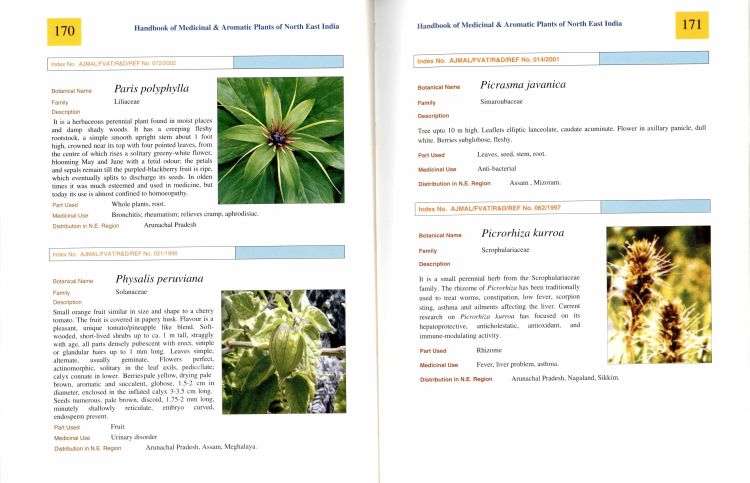 170
Handbook of Medicinal & Aromatic Plants of North East India
Index No. AJMAL/FVAT/R&D/REF No. 072/2002
Botanical Name Paris polyphylla
Family Liliaceae
Description
It is a herbaceous perennial plant found in moist places
and damp shady woods. It has a creeping fleshy
rootstock, a simple smooth upright stem about 1 foot
high, crowned near its top with four pointed leaves, from
the centre of which rises a solitary greeny-white flower,
blooming May and June with a fetid odour; the petals
and sepals remain till the purpled-blackberry fruit is ripe,
which eventually splits to discharge its seeds. In olden
times it was much esteemed and used in medicine, but
today its use is almost confined to homoeopathy.
Part Used Whole plants, root.
Medicinal Use Bronchitis; rheumatism; relieves cramp, aphrodisiac.
Distribution in N.E. Region Arunachal Pradesh
Index No. AJMAL/FVAT/R&D/REF No. 021/1996
Botanical Name Physalis peruviana
Family Solanaceae
Description
Small orange fruit similar in size and shape to a cherry
tomato. The fruit is covered in papery husk. Flavour is a
pleasant, unique tomato/pineapple like blend. Soft-
wooded, short-lived shrubs up to ca. 1 m tall, straggly
with age, all parts densely pubescent with erect, simple
or glandular hairs up to 1 mm long. Leaves simple,
alternate, usually geminate. Flowers perfect,
actinomorphic, solitary in the leaf axils, pedicellate;
calyx connate in lower. Berriespale yellow, drying pale
brown, aromatic and succulent, globose, 1.5-2 cm in
diameter, enclosed in the inflated calyx 3-3.5 cm long.
Seeds numerous, pale brown, discoid, 1.75-2 mm long,
minutely shallowly reticulate, embryo curved,
endosperm present.
Part Used Fruit
Medicinal Use Urinary disorder
Distribution in N.E. Region Arunachal Pradesh, Assam, Meghalaya.
Handbook of Medicinal & Aromatic Plants of North East India
171
Index No. AJMAL/FVAT/R&D/REF No. 014/2001
Botanical Name Picrasma javanica
Family Simaroubaceae
Description
Tree upto 10 m high. Leaflets elliptic lanceolate, caudate acuminate. Flower in axillary panicle, dull
white. Berries subglobose, fleshy.
Part Used Leaves, seed, stem, root.
Medicinal Use Anti-bacterial
Distribution in N.E. Region Assam , Mizoram.
Index No. AJMAL/FVAT/R&D/REF No. 062/1997
Botanical Name Picrorhiza kurroa
Family Scrophulariaceae
Description
It is a small perennial herb from the Scrophulariaceae
family. The rhizome of Picrorhiza has been traditionally
used to treat worms, constipation, low fever, scorpion
sting, asthma and ailments affecting the liver. Current
research on Picrorhiza kurroa has focused on its
hepatoprotective, anticholestatic, antioxidant, and
immune-modulating activity.
Part Used Rhizome
Medicinal Use Fever, liver problem, asthma.
Distribution in N.E. Region Arunachal Pradesh, Nagaland, Sikkim.